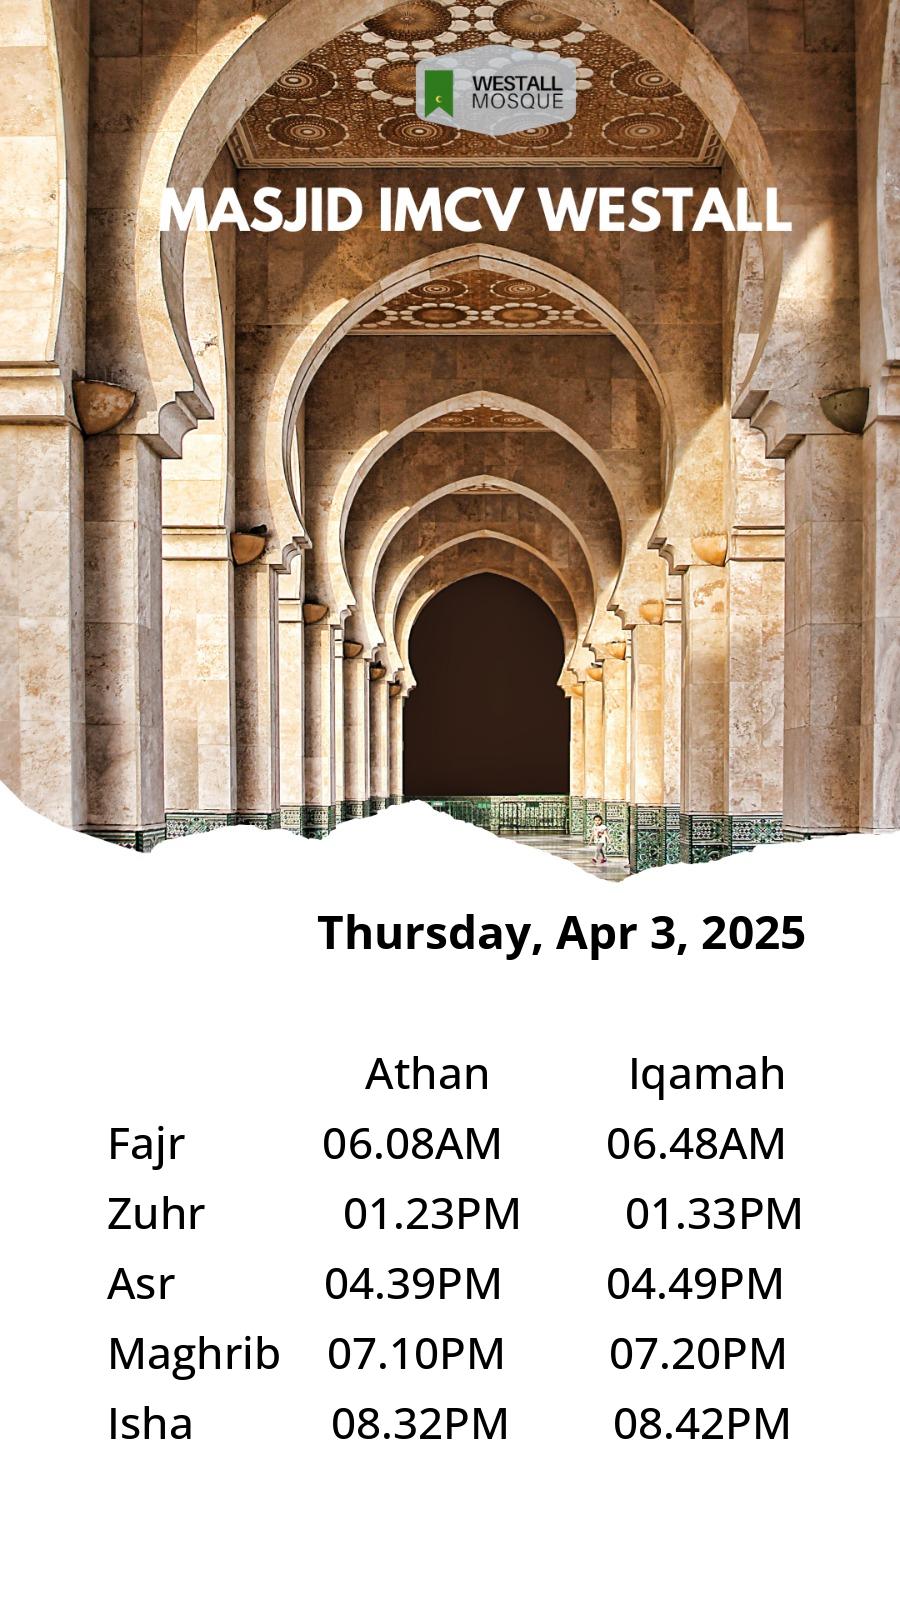 WESTALL
MOSQUE
MASJID IMCV WESTALL
Thursday, Apr 3, 2025
Athan Iqamah
Fajr 06.08AM 06.48AM
Zuhr 01.23PM 01.33PM
Asr 04.39PM 04.49PM
Maghrib 07.10PM 07.20PM
Isha 08.32PM 08.42PM